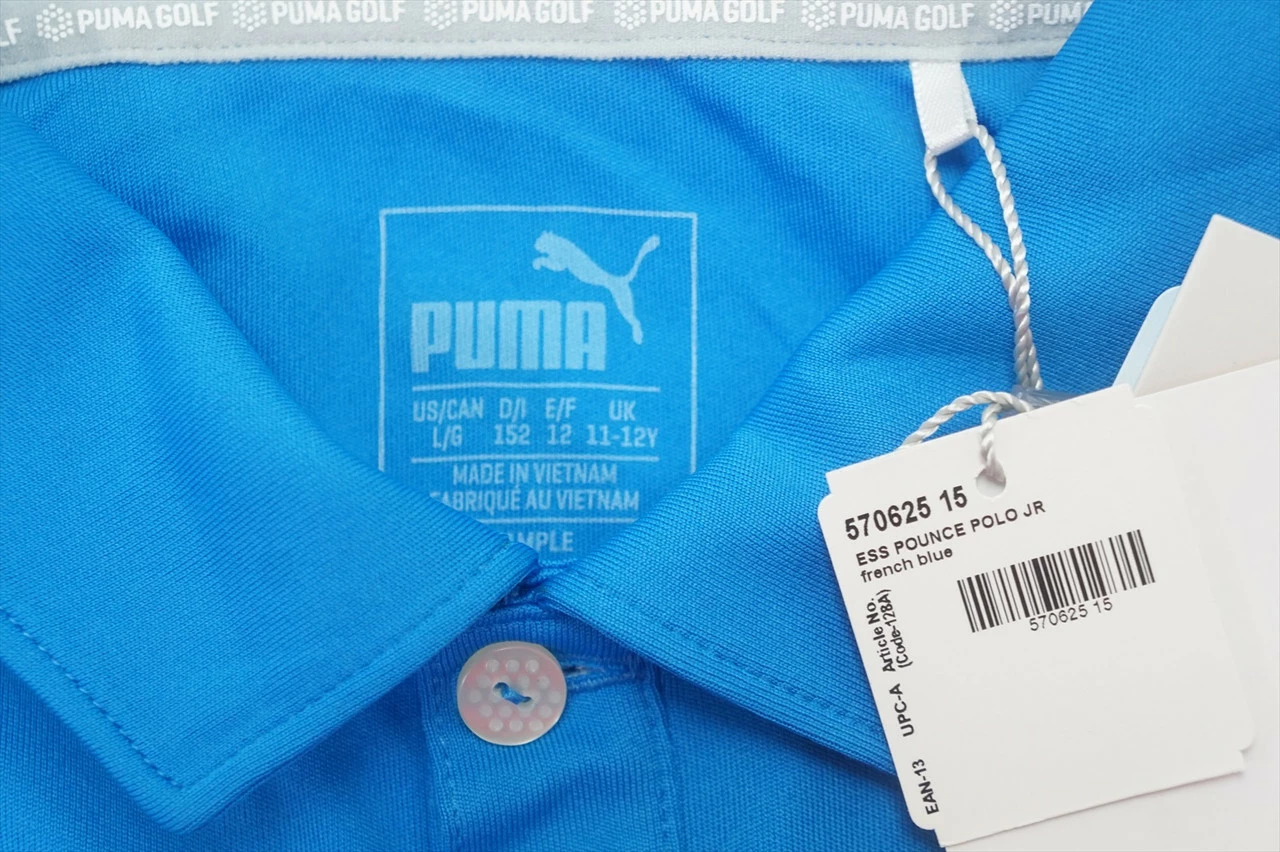 PUMA GOLF PUMA GOLF PUMA GOLF PUMA GOLF
PUMA
US/CAN D/I E/F UK
L/G 152 12 11-12Y
MADE IN VIETNAM
FABRIQUÉ AU VIETNAM
570625 15
ESS POUNCE POLO JR
french blue
570625 15
Article No.
(Code-128A)
UPC-A
EAN-13